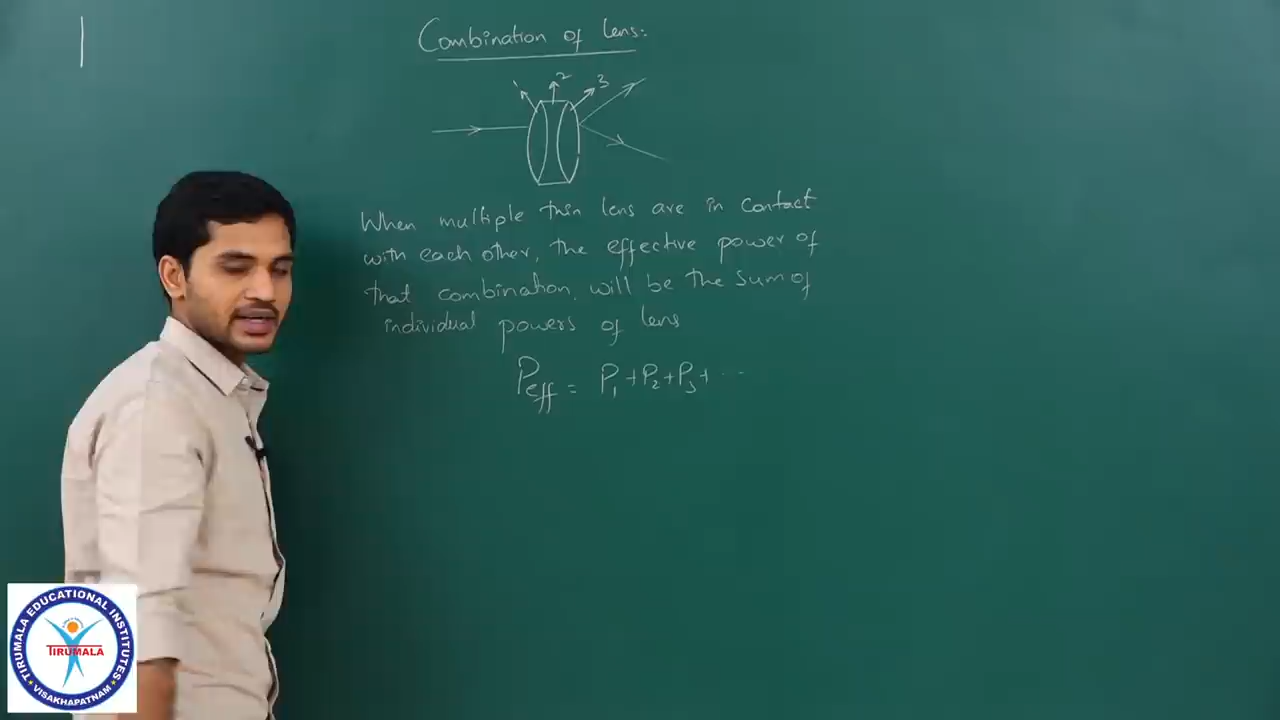 Combination of lens:
1 2 3
When multiple thin lens are in contact
with each other, the effective power of
that combination, will be the sum of
individual powers of lens
Peff = P1 + P2 + P3 + ...
TIRUMALA EDUCATIONAL INSTITUTES
TIRUMALA
VISAKHAPATNAM